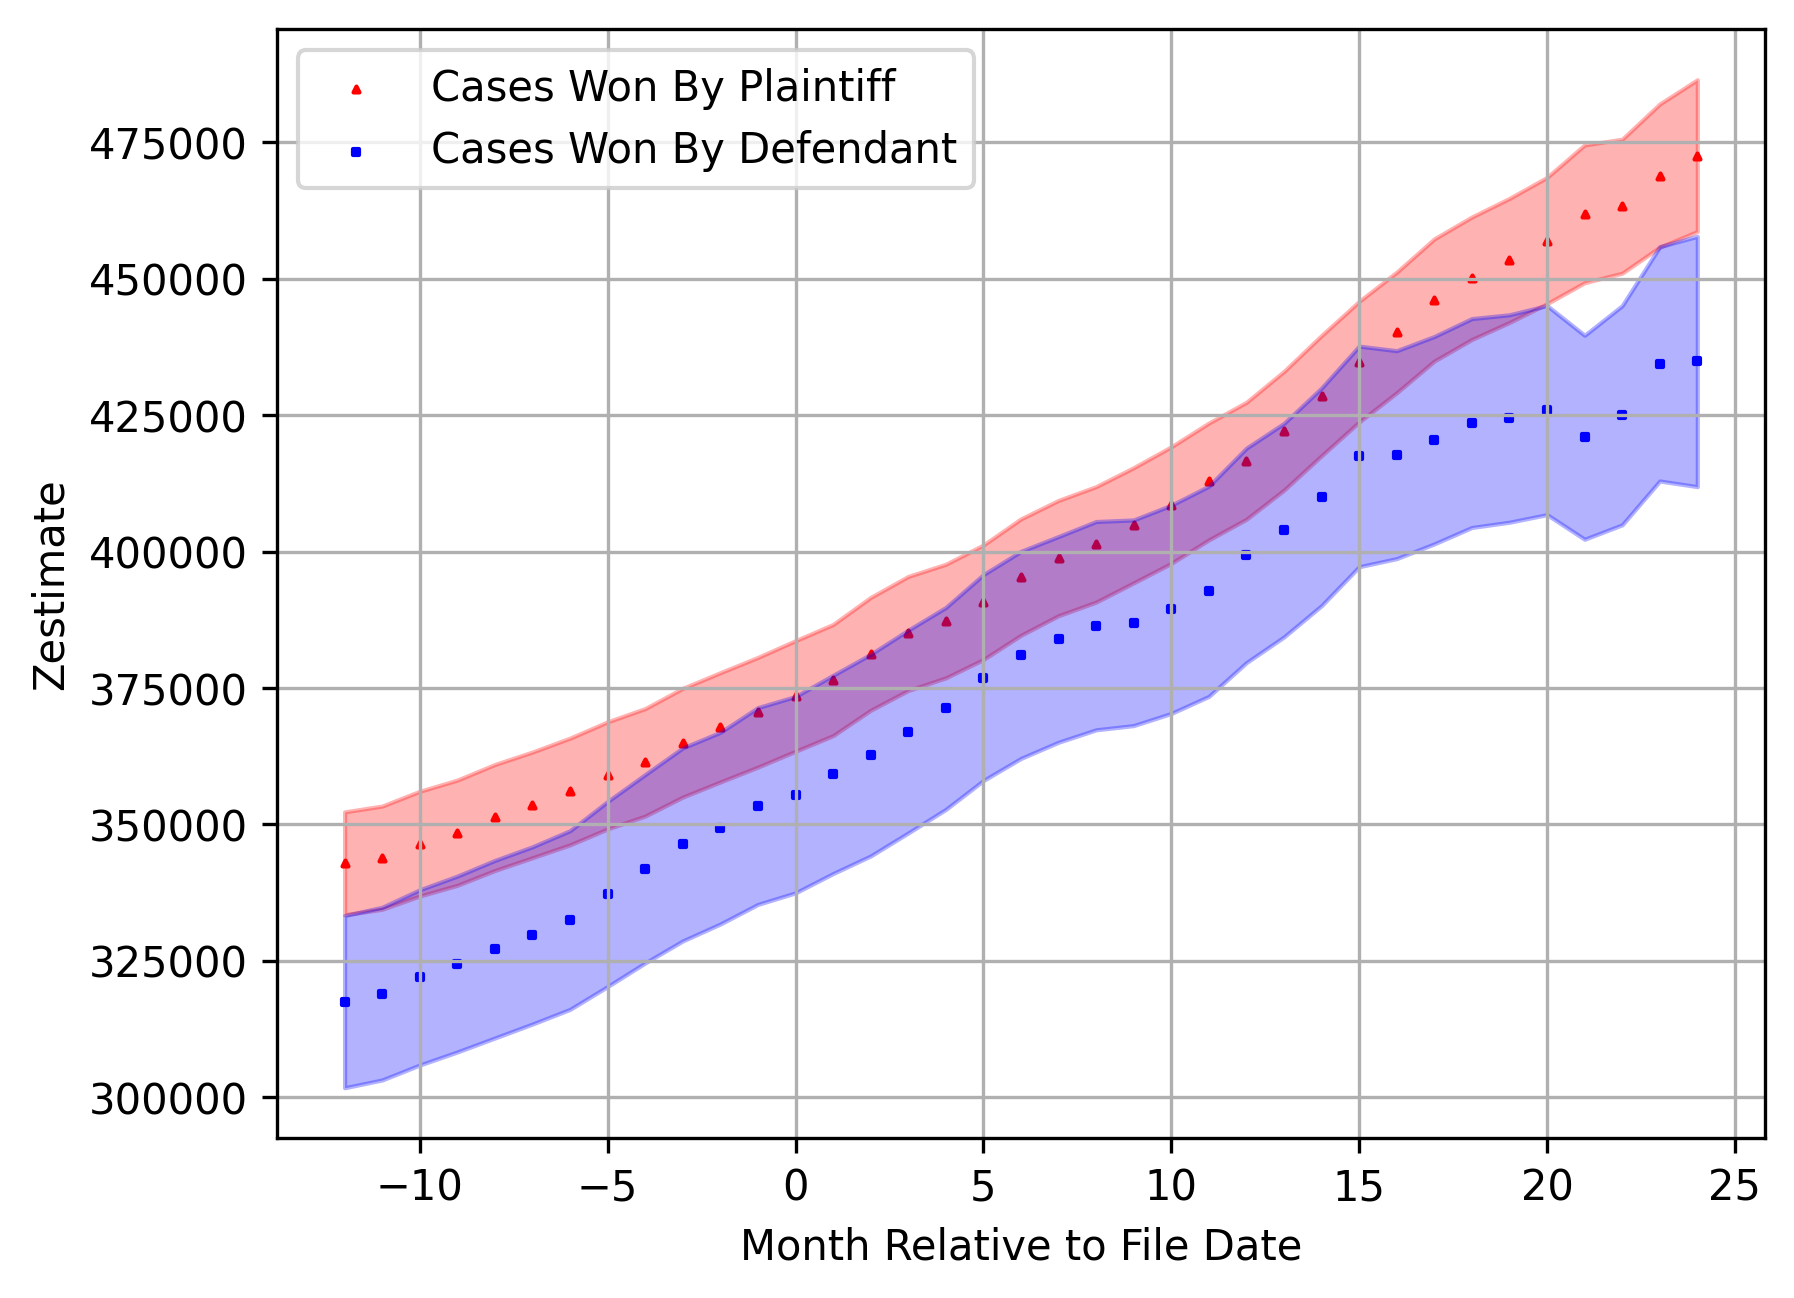 Cases Won By Plaintiff
Cases Won By Defendant
475000
450000
425000
400000
375000
350000
325000
300000
Zestimate
−10 −5 0 5 10 15 20 25
Month Relative to File Date